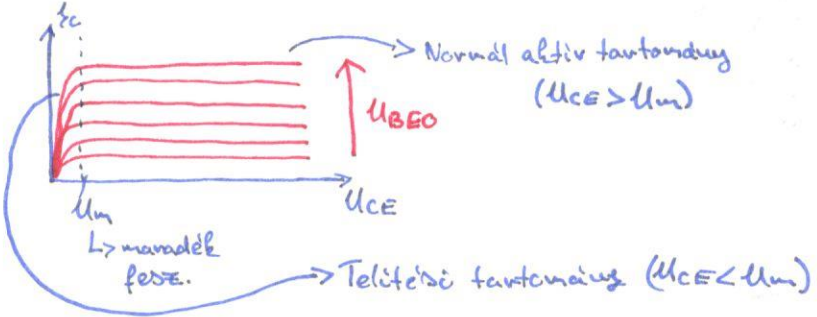 ic
Normál aktív tartomány
(UCE>Um)
UBEO
Um
UCE
↳ maradék
fesz.
Telítési tartomány (UCE<Um)